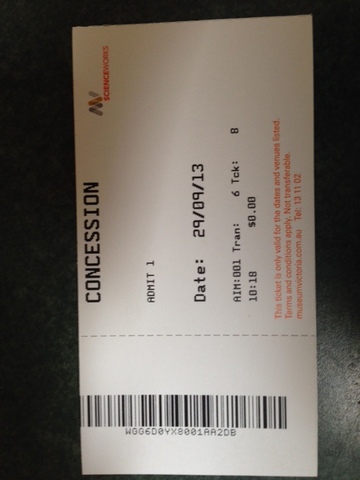 SCIENCEWORKS
CONCESSION
ADMIT 1
Date: 29/09/13
AIM:001 Tran: 6 Tck: 8
10:18 $0.00
This ticket is only valid for the dates and venues listed.
Terms and conditions apply. Not transferable.
museumvictoria.com.au Tel: 13 11 02
WGG6D0YX8001AA2DB